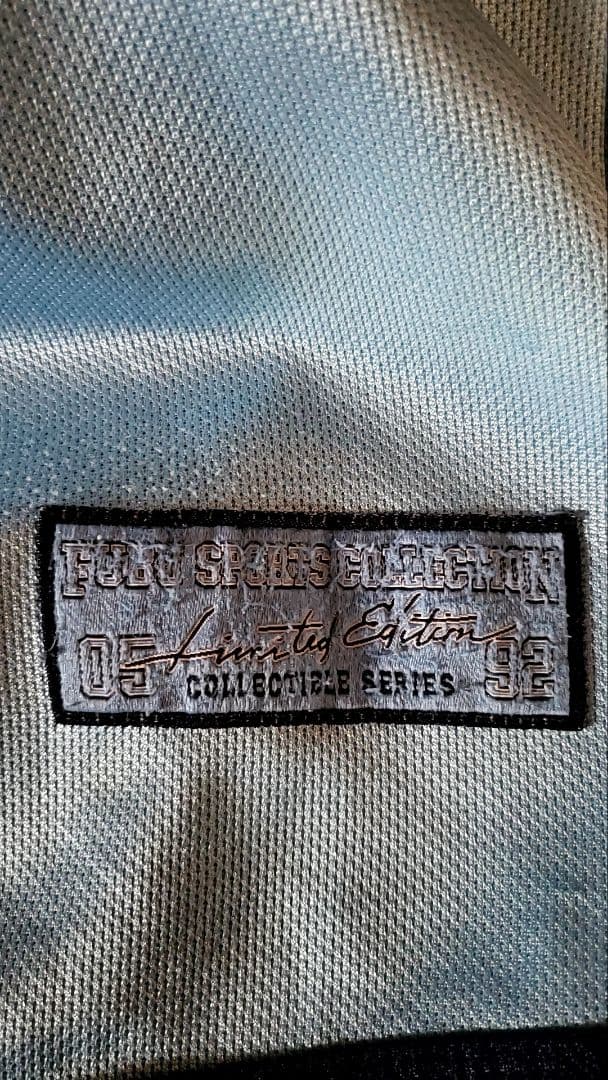 FUBU SPORTS COLLECTION
Limited Edition
05 92
COLLECTIBLE SERIES